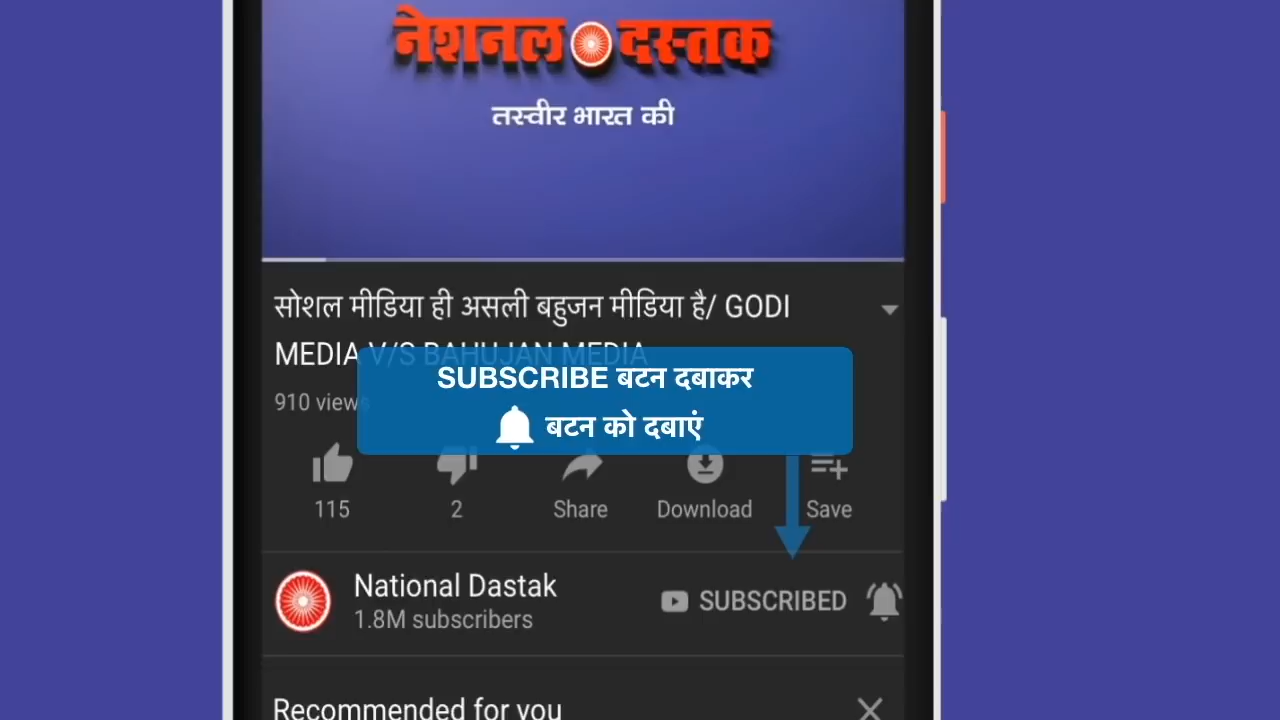 नेशनल दस्तक
तस्वीर भारत की
सोशल मीडिया ही असली बहुजन मीडिया है/ GODI
MEDIA V/S BAHUJAN MEDIA
910 views
SUBSCRIBE बटन दबाकर
बटन को दबाएं
115
2
Share
Download
Save
National Dastak
1.8M subscribers
SUBSCRIBED
Recommended for you